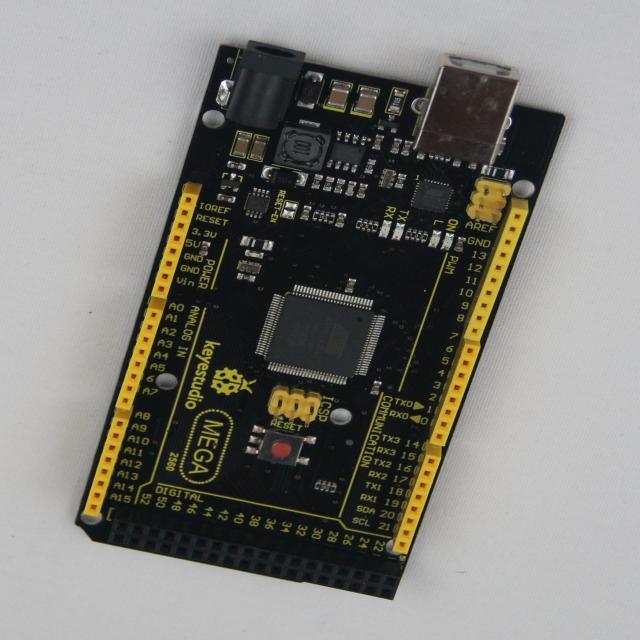 IOREF
RESET
3.3V
5V
GND
GND
Vin
POWER
RESET-EN
RX
TX
L
ON
AREF
GND
13
12
11
10
9
8
PWM
7
6
5
4
3
2
TXD 1
RXD 0
A0
A1
A2
A3
A4
A5
6
A7
ANALOG IN
A8
A9
A10
A11
A12
A13
A14
A15
keyestudio
MEGA
2560
ICSP
RESET
COMMUNICATION
TX3 14
RX3 15
TX2 16
RX2 17
TX1 18
RX1 19
SDA 20
SCL 21
DIGITAL
52
50
48
46
44
42
40
38
36
34
32
30
28
26
24
22